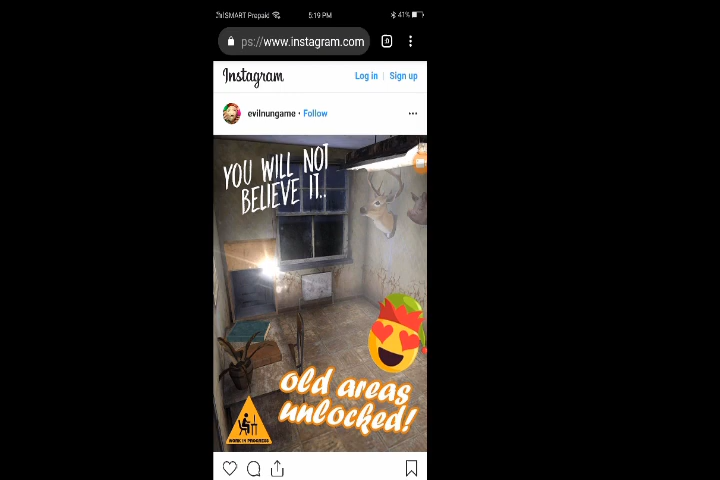 SMART Prepaid
5:19 PM
41%
ps://www.instagram.com
:D
Instagram
Log in | Sign up
evilnungame • Follow
YOU WILL NOT
BELIEVE IT..
old areas
unlocked!
WORK IN PROGRESS